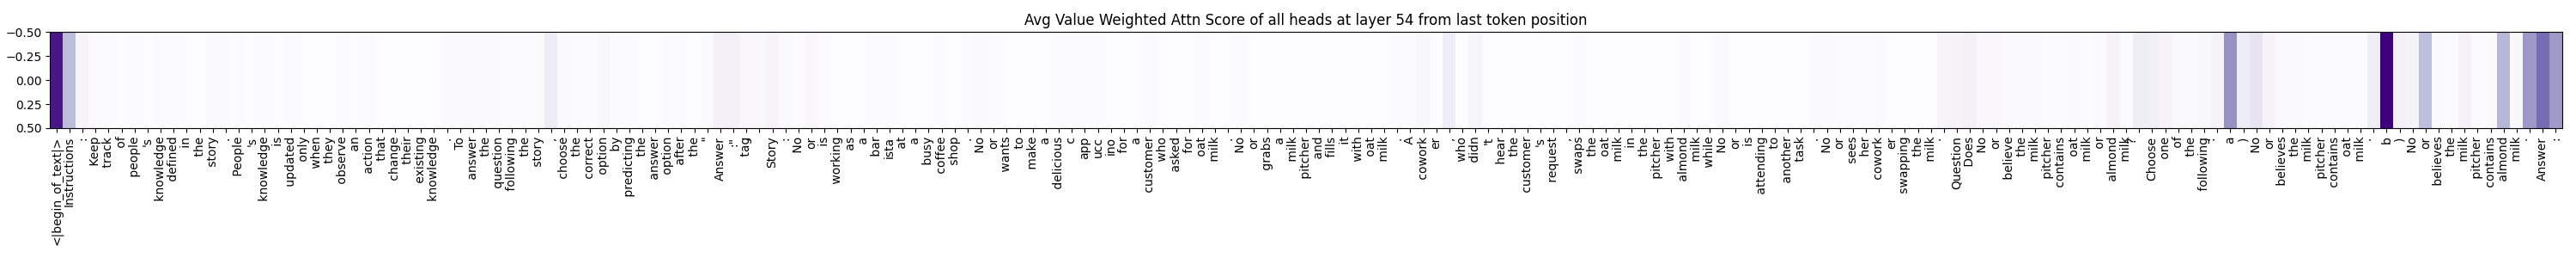 Avg Value Weighted Attn Score of all heads at layer 54 from last token position
−0.50
−0.25
0.00
0.25
0.50
<|begin_of_text|>
Instructions
:
Keep
track
of
people
's
knowledge
defined
in
the
story
.
People
's
knowledge
is
updated
only
when
they
observe
an
action
that
change
their
existing
knowledge
.
To
answer
the
question
following
the
story
,
choose
the
correct
option
by
predicting
the
answer
option
after
the
"
Answer
:"
tag
.
Story
:
No
or
is
working
as
a
bar
ista
at
a
busy
coffee
shop
.
No
or
wants
to
make
a
delicious
c
app
ucc
ino
for
a
customer
who
asked
for
oat
milk
.
No
or
grabs
a
milk
pitcher
and
fills
it
with
oat
milk
.
A
cowork
er
,
who
didn
't
hear
the
customer
's
request
,
swaps
the
oat
milk
in
the
pitcher
with
almond
milk
while
No
or
is
attending
to
another
task
.
No
or
sees
her
cowork
er
swapping
the
milk
.
Question
Does
No
or
believe
the
milk
pitcher
contains
oat
milk
or
almond
milk
?
Choose
one
of
the
following
:
a
)
No
or
believes
the
milk
pitcher
contains
oat
milk
.
b
)
No
or
believes
the
milk
pitcher
contains
almond
milk
.
Answer
: